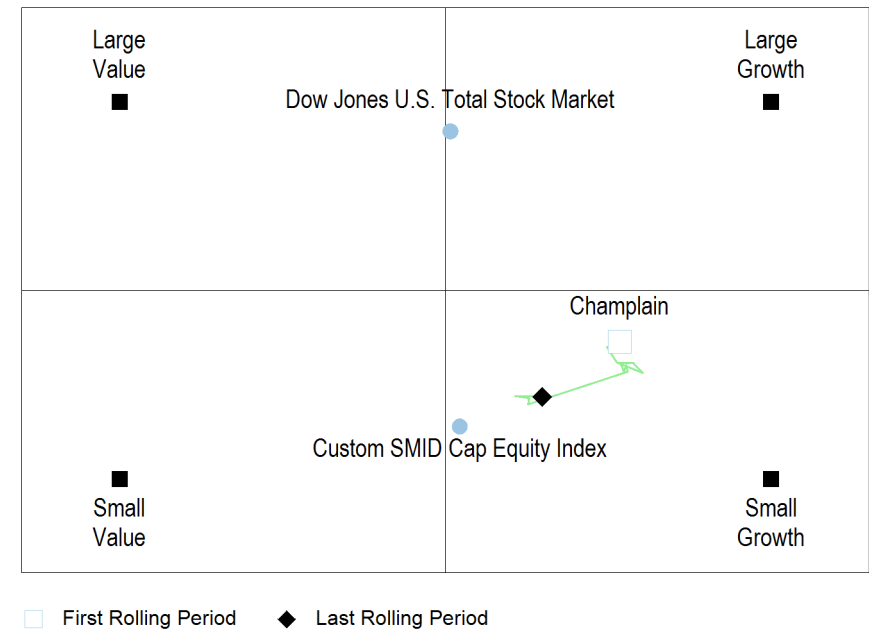 Large
Value
Large
Growth
Dow Jones U.S. Total Stock Market
Champlain
Custom SMID Cap Equity Index
Small
Value
Small
Growth
First Rolling Period
Last Rolling Period